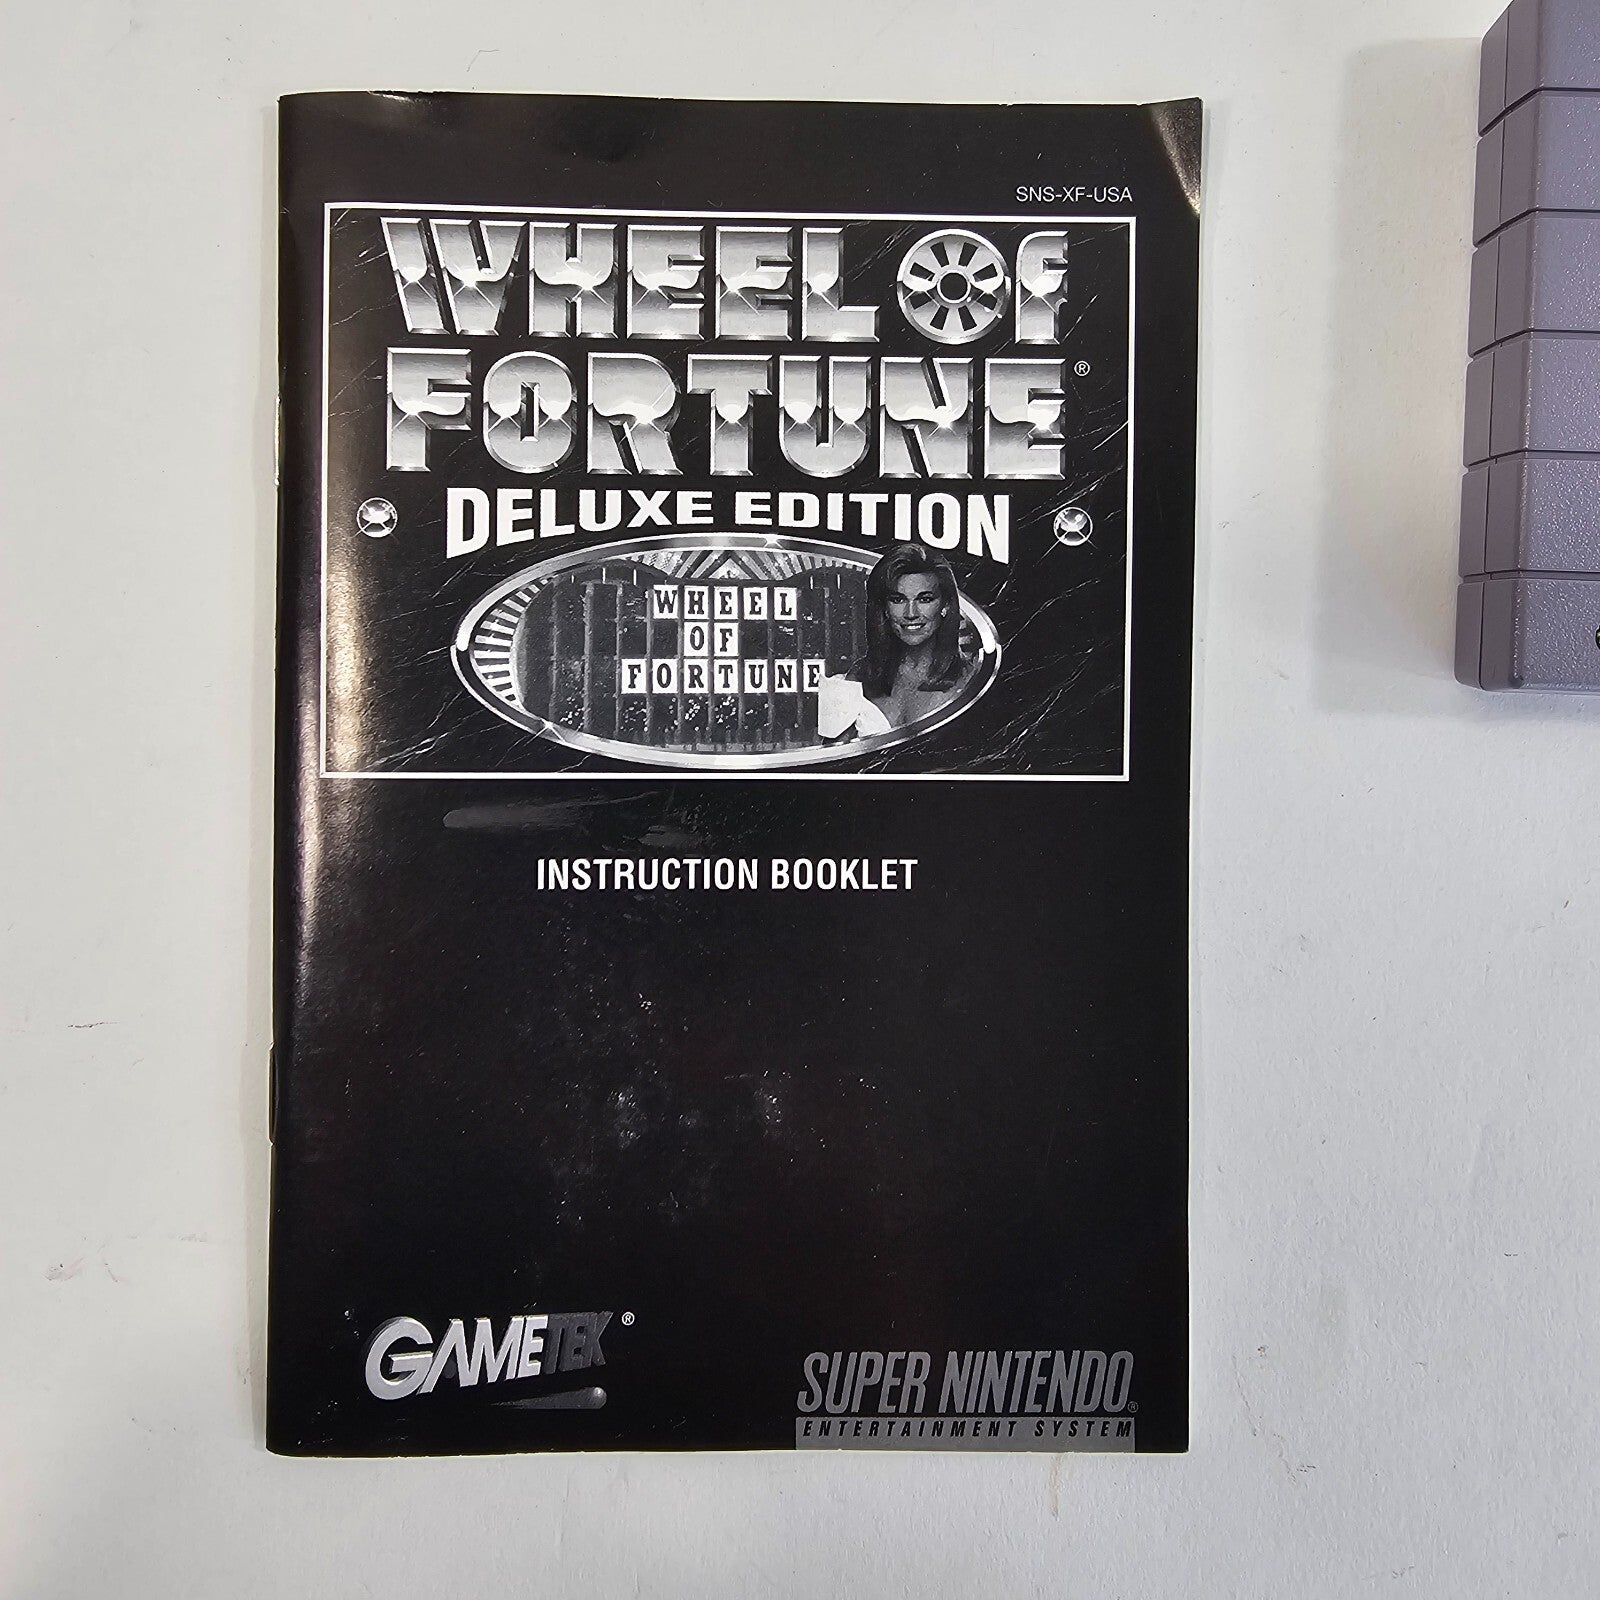 SNS-XF-USA
WHEEL OF
FORTUNE®
DELUXE EDITION
WHEEL
OF
FORTUNE
INSTRUCTION BOOKLET
GAMETEK®
SUPER NINTENDO®
ENTERTAINMENT SYSTEM